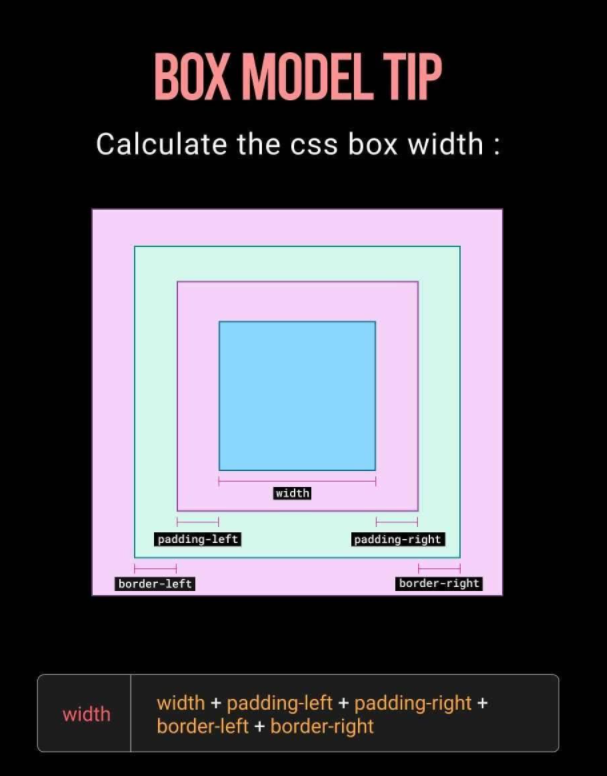 BOX MODEL TIP
Calculate the css box width :
width
padding-left
padding-right
border-left
border-right
width
width + padding-left + padding-right +
border-left + border-right